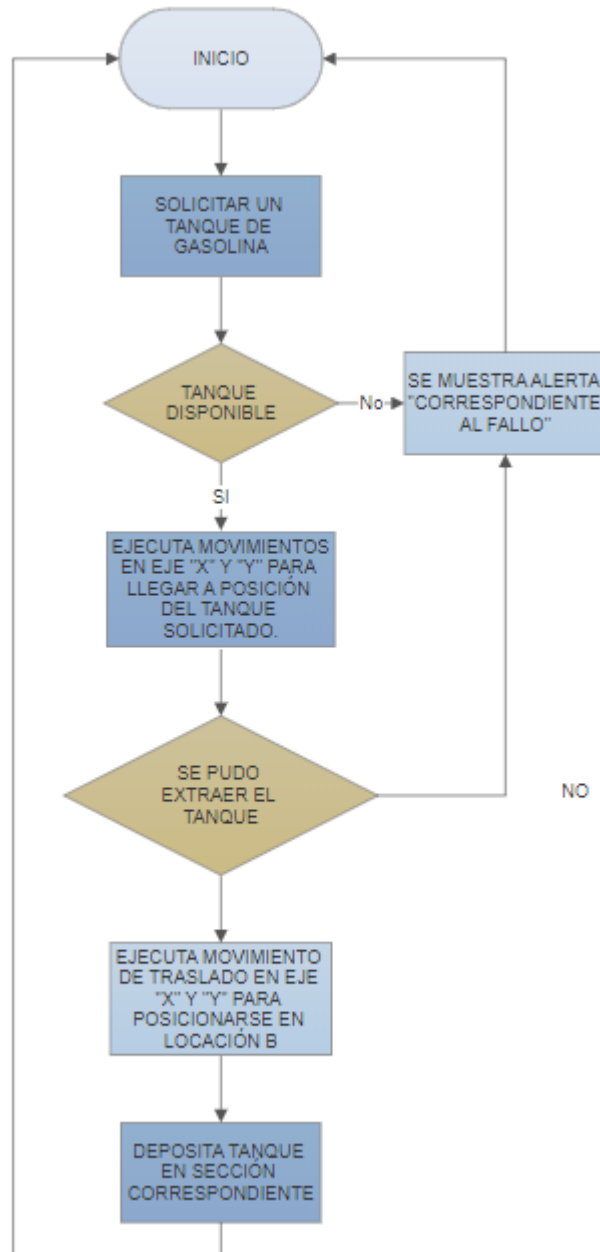 INICIO
SOLICITAR UN
TANQUE DE
GASOLINA
TANQUE
DISPONIBLE
No
SE MUESTRA ALERTA
"CORRESPONDIENTE
AL FALLO"
SI
EJECUTA MOVIMIENTOS
EN EJE "X" Y "Y" PARA
LLEGAR A POSICIÓN
DEL TANQUE
SOLICITADO.
SE PUDO
EXTRAER EL
TANQUE
NO
EJECUTA MOVIMIENTO
DE TRASLADO EN EJE
"X" Y "Y" PARA
POSICIONARSE EN
LOCACIÓN B
DEPOSITA TANQUE
EN SECCIÓN
CORRESPONDIENTE